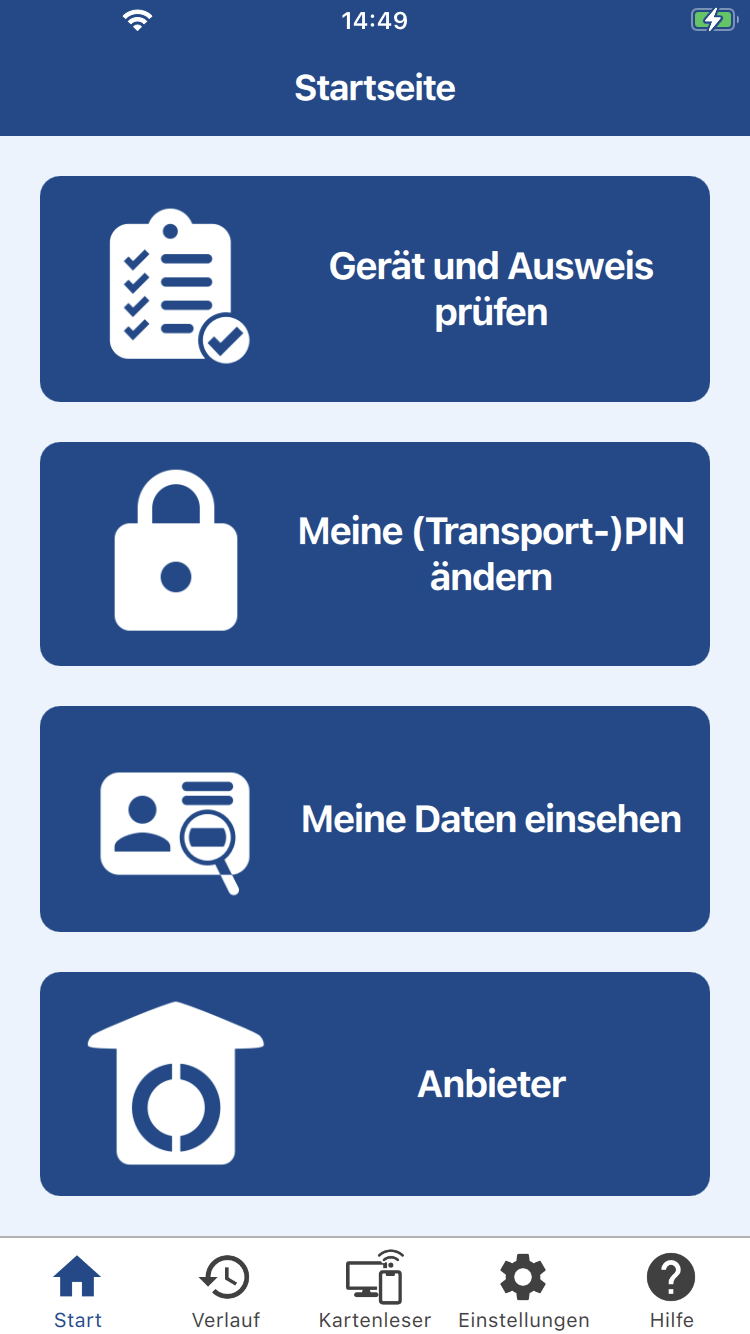 14:49
Startseite
Gerät und Ausweis
prüfen
Meine (Transport-)PIN
ändern
Meine Daten einsehen
Anbieter
Start
Verlauf
Kartenleser
Einstellungen
Hilfe